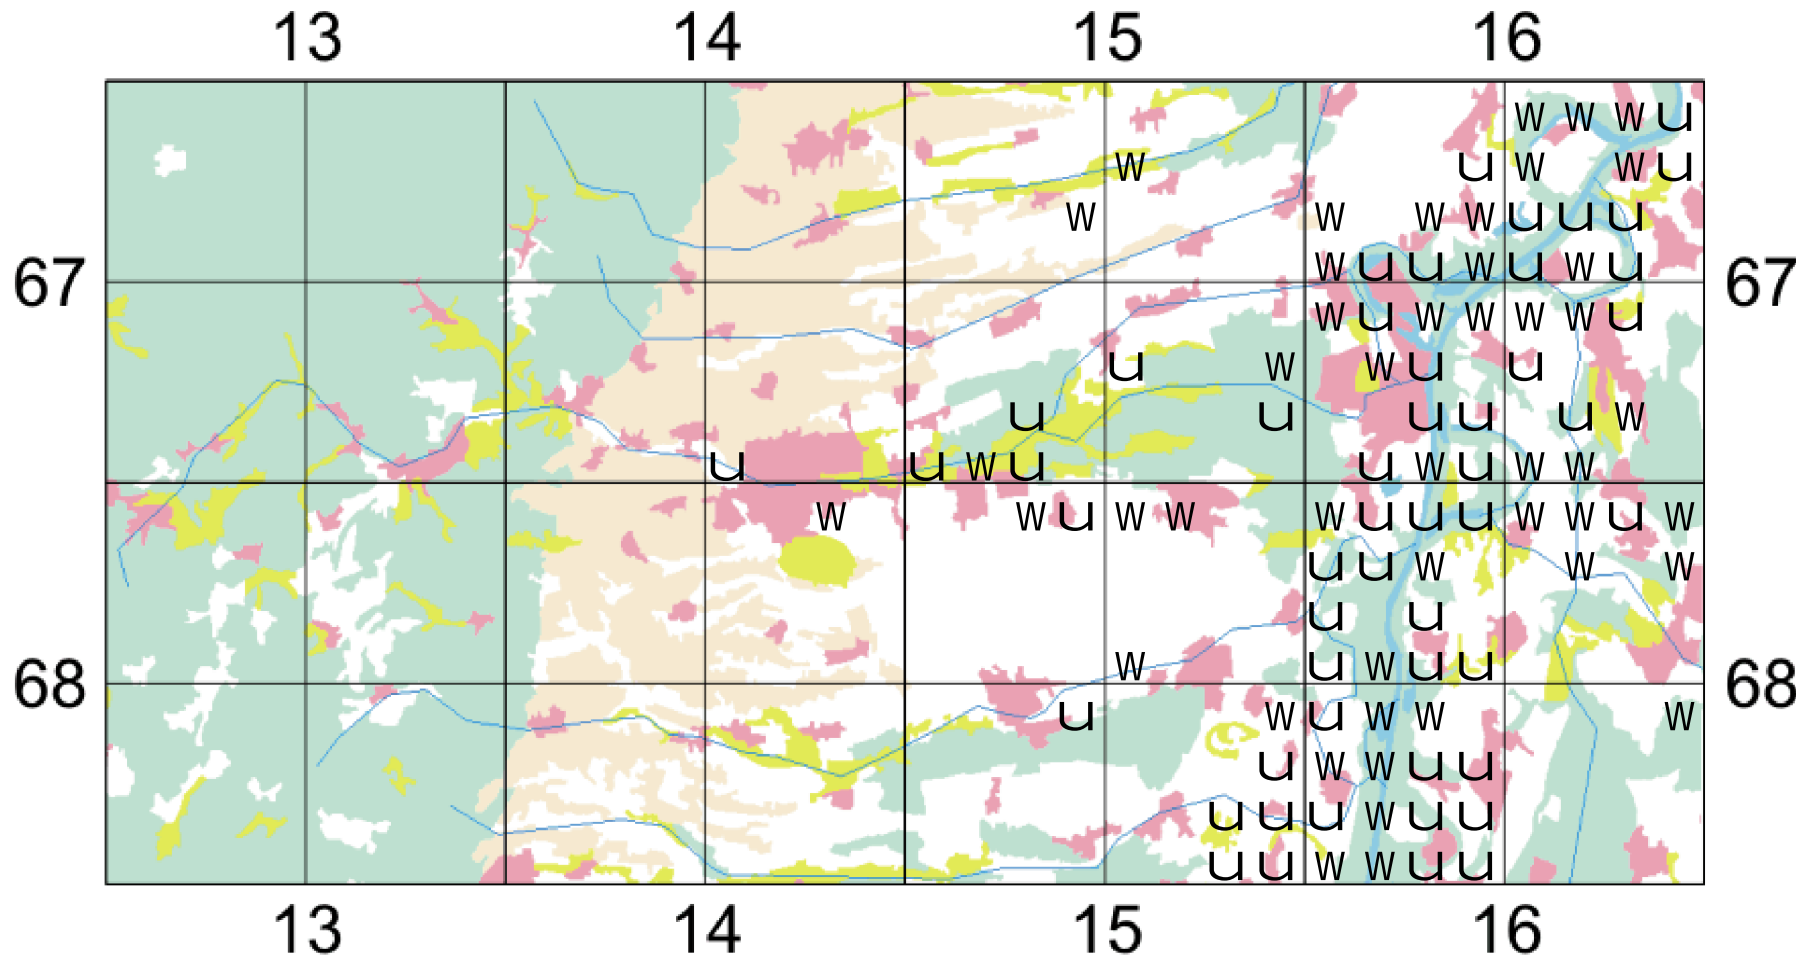 13 14 15 16
w w w u
w u w w u
w w w w u u u
67 w u u w u w u 67
w u w w w w u
u w w u u
u u u u u w
u u w u u w u w w
w w u w w w u u u w w u w
u u w w w
u u
w u w u u
68 68
u w u w w w
u w w u u
u u u w u u
u u w w u u
13 14 15 16